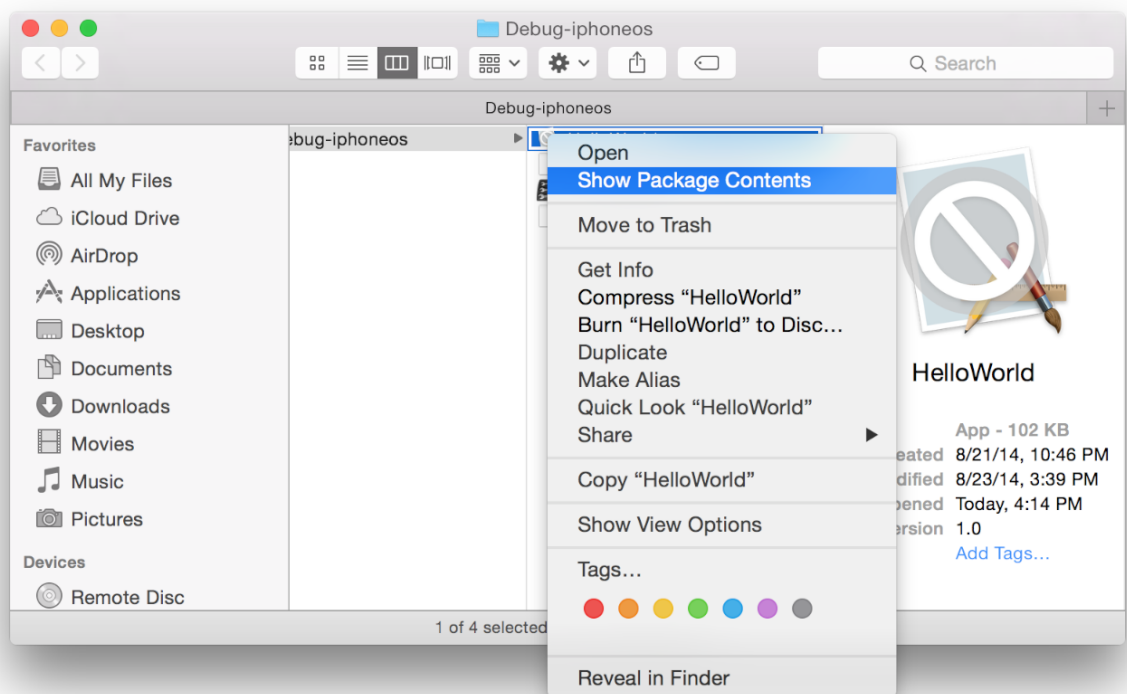 Debug-iphoneos
Search
Debug-iphoneos
Favorites
All My Files
iCloud Drive
AirDrop
Applications
Desktop
Documents
Downloads
Movies
Music
Pictures
Devices
Remote Disc
ebug-iphoneos
Open
Show Package Contents
Move to Trash
Get Info
Compress “HelloWorld”
Burn “HelloWorld” to Disc…
Duplicate
Make Alias
Quick Look “HelloWorld”
Share
Copy “HelloWorld”
Show View Options
Tags…
Reveal in Finder
HelloWorld
App - 102 KB
eated 8/21/14, 10:46 PM
dified 8/23/14, 3:39 PM
ened Today, 4:14 PM
ersion 1.0
Add Tags…
1 of 4 selected